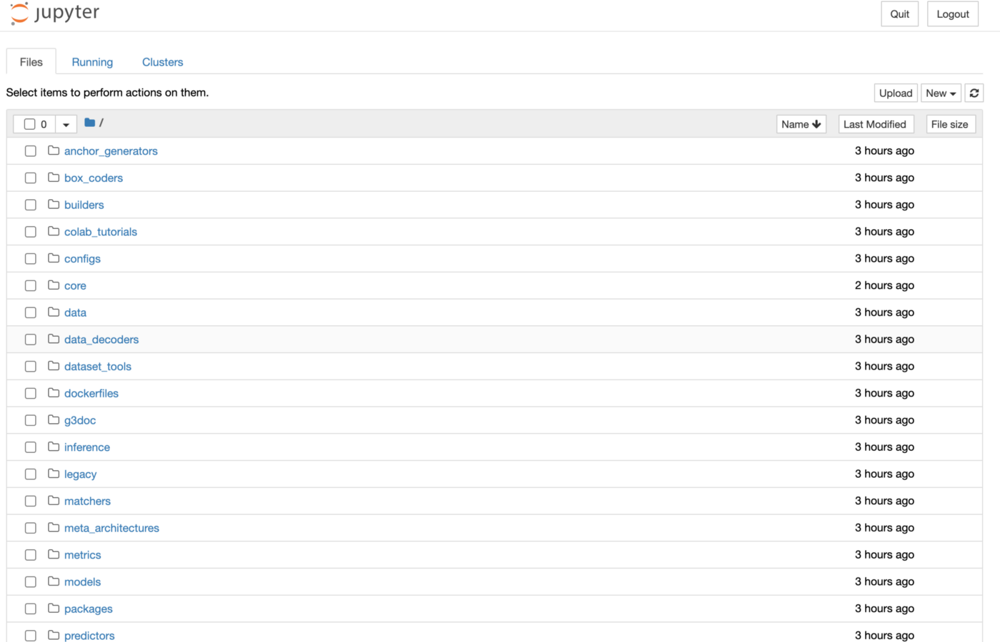 jupyter
Quit Logout
Files Running Clusters
Select items to perform actions on them.
Upload New
0 / Name Last Modified File size
anchor_generators 3 hours ago
box_coders 3 hours ago
builders 3 hours ago
colab_tutorials 3 hours ago
configs 3 hours ago
core 2 hours ago
data 3 hours ago
data_decoders 3 hours ago
dataset_tools 3 hours ago
dockerfiles 3 hours ago
g3doc 3 hours ago
inference 3 hours ago
legacy 3 hours ago
matchers 3 hours ago
meta_architectures 3 hours ago
metrics 3 hours ago
models 3 hours ago
packages 3 hours ago
predictors 3 hours ago